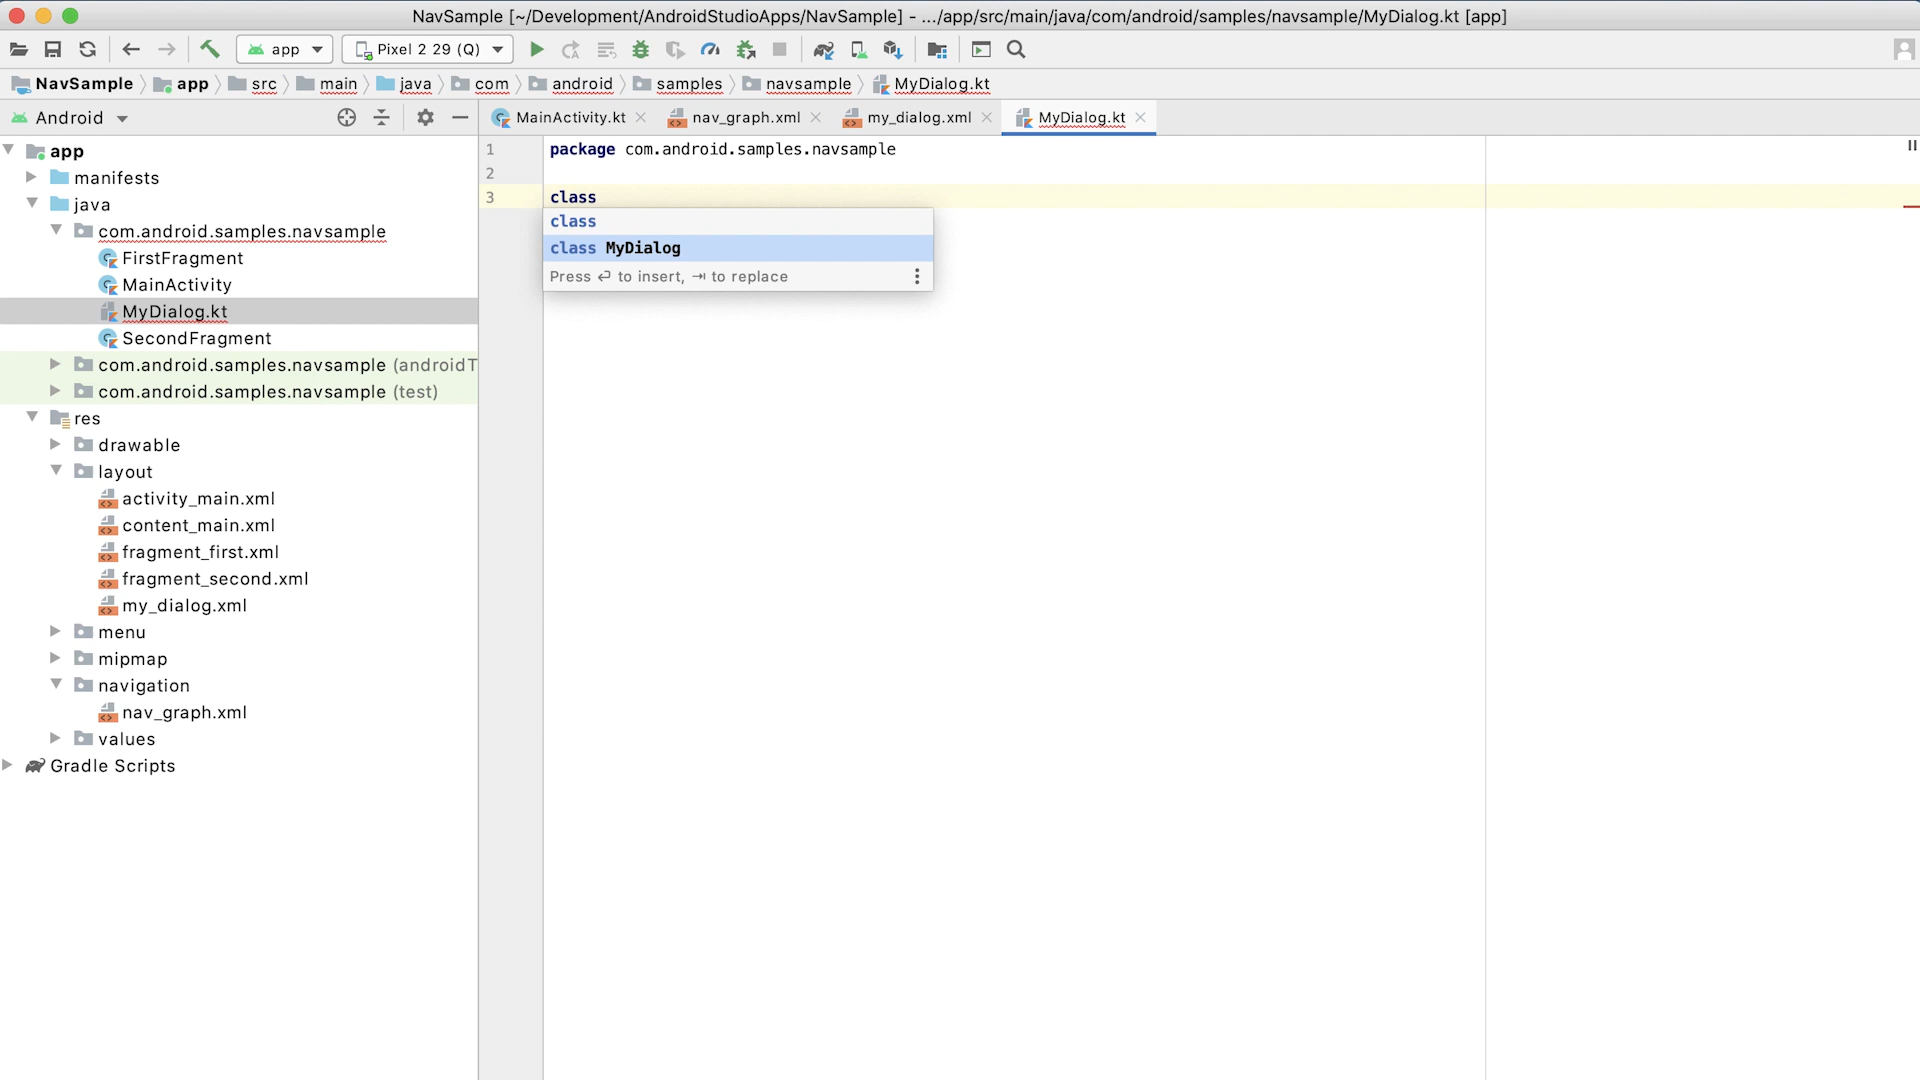 NavSample [~/Development/AndroidStudioApps/NavSample] - .../app/src/main/java/com/android/samples/navsample/MyDialog.kt [app]
app
Pixel 2 29 (Q)
NavSample app src main java com android samples navsample MyDialog.kt
Android
MainActivity.kt nav_graph.xml my_dialog.xml MyDialog.kt
app
manifests
java
com.android.samples.navsample
FirstFragment
MainActivity
MyDialog.kt
SecondFragment
com.android.samples.navsample (androidT
com.android.samples.navsample (test)
res
drawable
layout
activity_main.xml
content_main.xml
fragment_first.xml
fragment_second.xml
my_dialog.xml
menu
mipmap
navigation
nav_graph.xml
values
Gradle Scripts
1 package com.android.samples.navsample
2
3 class
class
class MyDialog
Press ⏎ to insert, ⇥ to replace